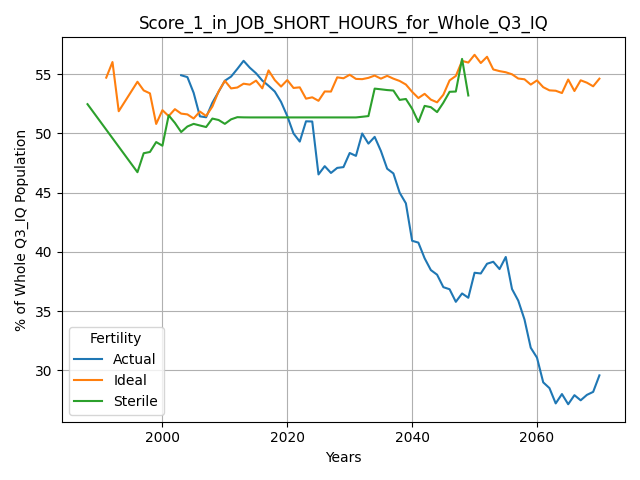 Score_1_in_JOB_SHORT_HOURS_for_Whole_Q3_IQ
% of Whole Q3_IQ Population
55
50
45
40
35
30
Fertility
Actual
Ideal
Sterile
2000 2020 2040 2060
Years